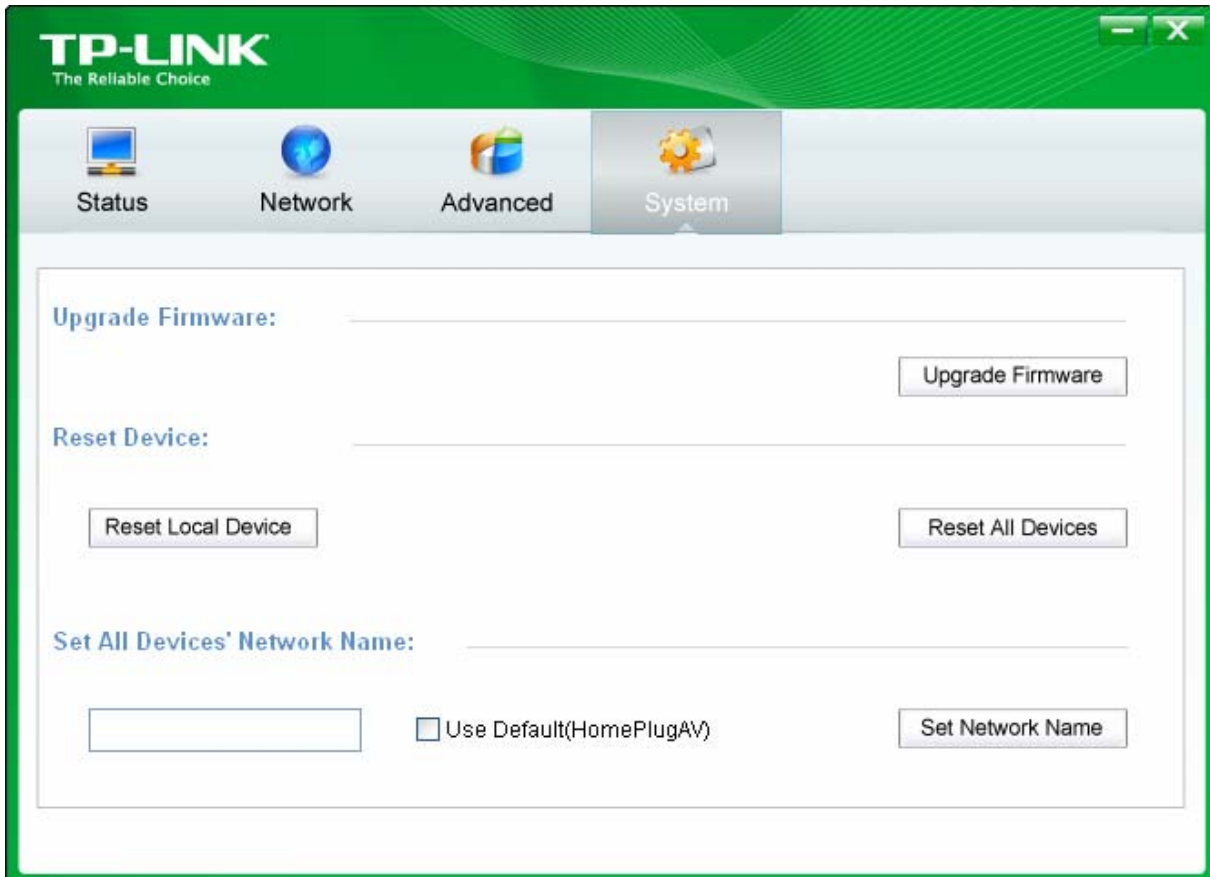 TP-LINK
The Reliable Choice
Status
Network
Advanced
System
Upgrade Firmware:
Upgrade Firmware
Reset Device:
Reset Local Device
Reset All Devices
Set All Devices' Network Name:
Use Default(HomePlugAV)
Set Network Name